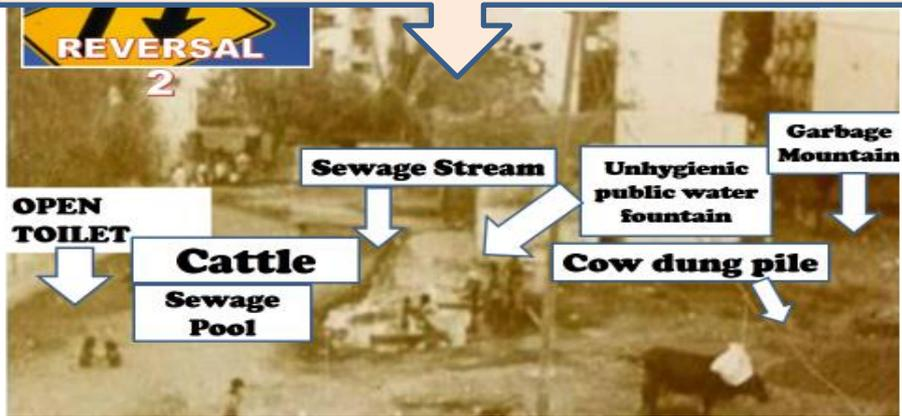 REVERSAL
2
Garbage
Mountain
Sewage Stream
Unhygienic
public water
fountain
OPEN
TOILET
Cattle
Cow dung pile
Sewage
Pool